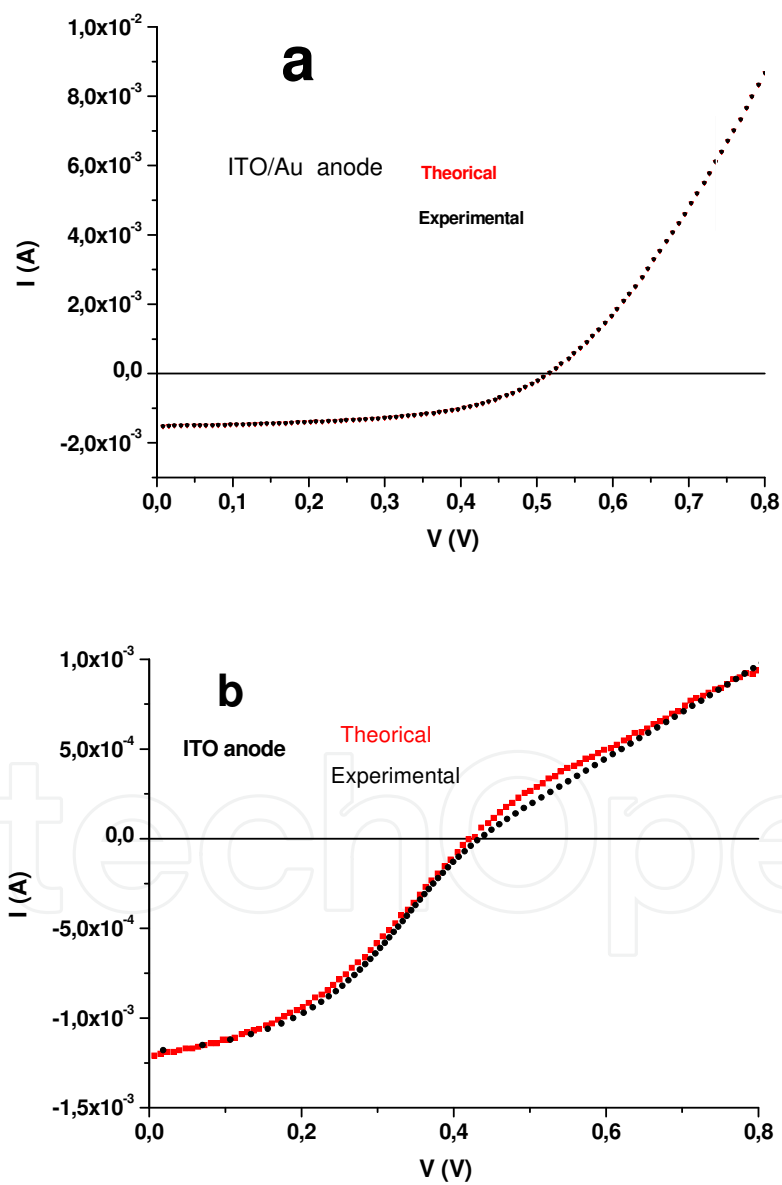 a
1,0x10⁻²
8,0x10⁻³
6,0x10⁻³
4,0x10⁻³
2,0x10⁻³
0,0
-2,0x10⁻³
I (A)
ITO/Au anode
Theorical
Experimental
0,0 0,1 0,2 0,3 0,4 0,5 0,6 0,7 0,8
V (V)
b
1,0x10⁻³
5,0x10⁻⁴
0,0
-5,0x10⁻⁴
-1,0x10⁻³
-1,5x10⁻³
I (A)
ITO anode
Theorical
Experimental
techOpe
0,0 0,2 0,4 0,6 0,8
V (V)